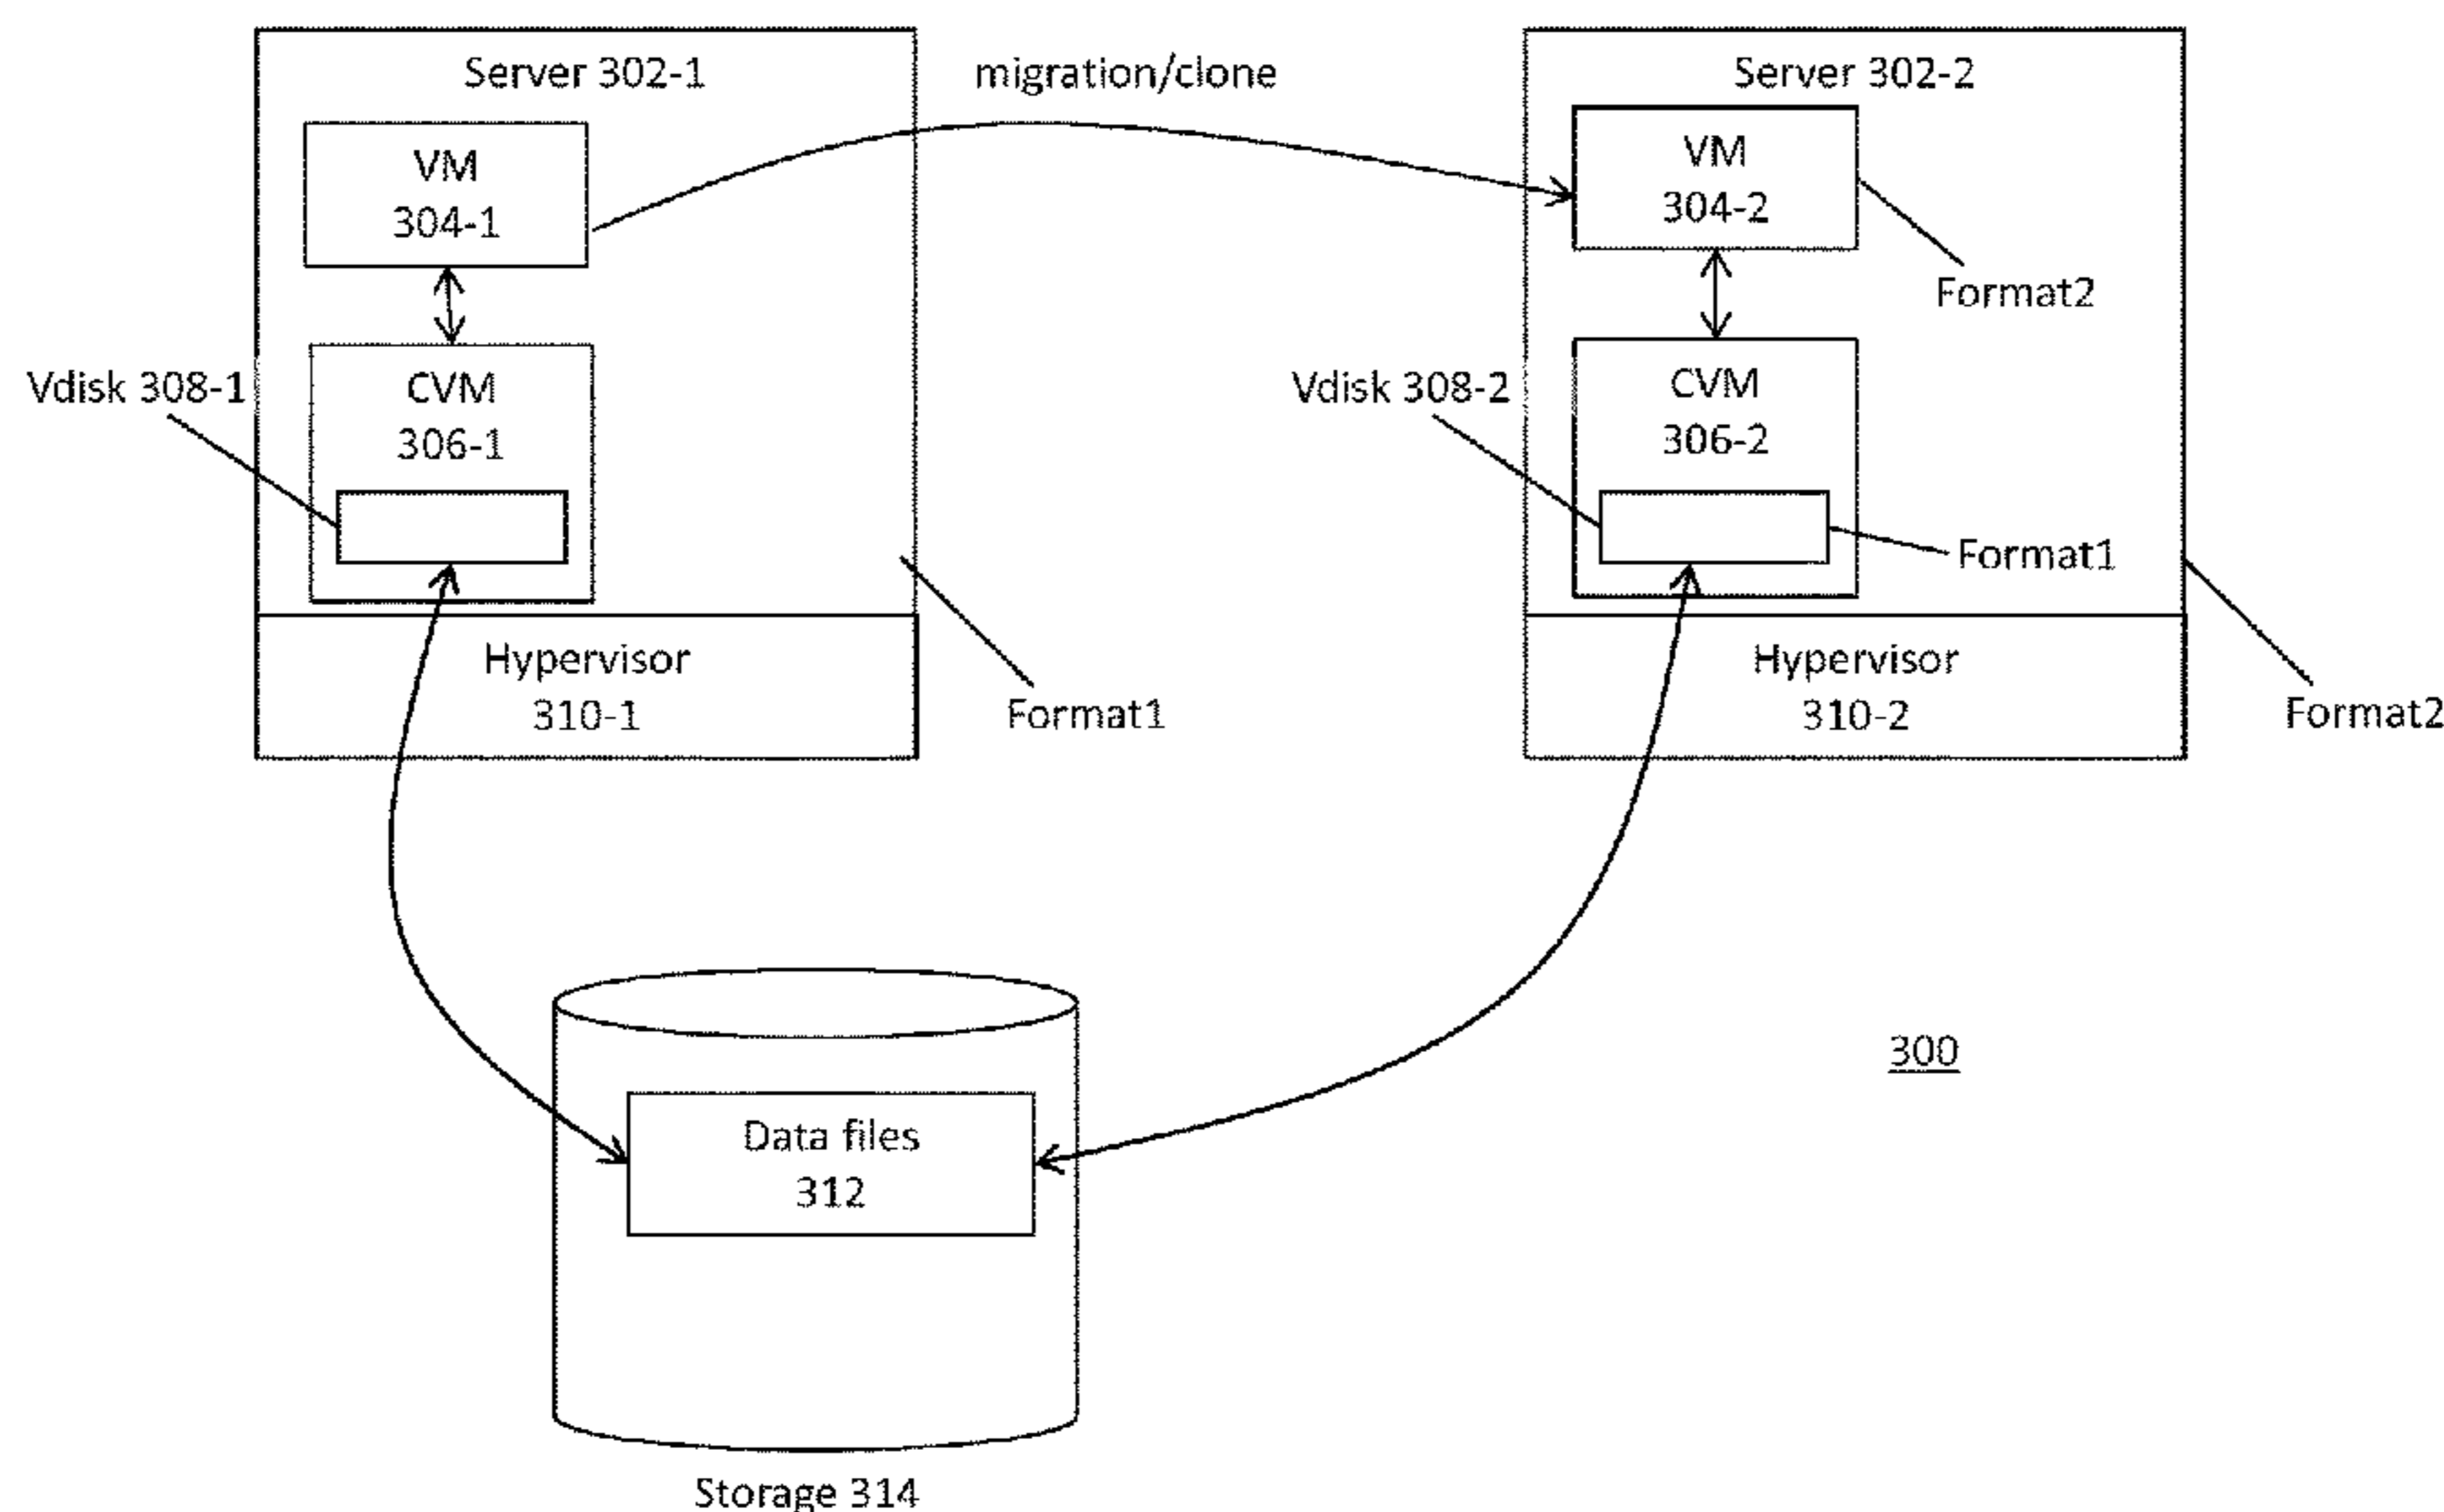 Server 302-1
migration/clone
Server 302-2
VM
304-1
VM
304-2
Format2
Vdisk 308-1
CVM
306-1
Vdisk 308-2
CVM
306-2
Format1
Hypervisor
310-1
Format1
Hypervisor
310-2
Format2
300
Data files
312
Storage 314